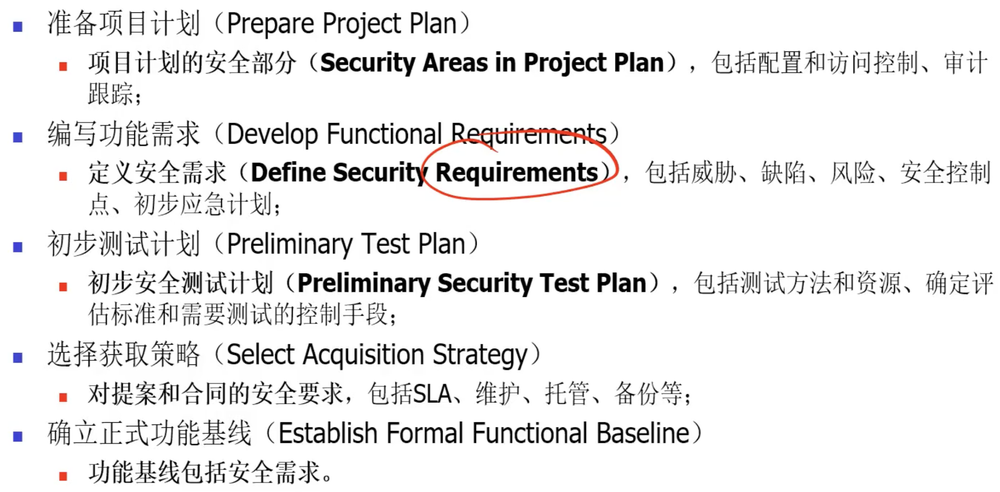 准备项目计划（Prepare Project Plan）
项目计划的安全部分（Security Areas in Project Plan），包括配置和访问控制、审计
跟踪；
编写功能需求（Develop Functional Requirements）
定义安全需求（Define Security Requirements），包括威胁、缺陷、风险、安全控制
点、初步应急计划；
初步测试计划（Preliminary Test Plan）
初步安全测试计划（Preliminary Security Test Plan），包括测试方法和资源、确定评
估标准和需要测试的控制手段；
选择获取策略（Select Acquisition Strategy）
对提案和合同的安全要求，包括SLA、维护、托管、备份等；
确立正式功能基线（Establish Formal Functional Baseline）
功能基线包括安全需求。